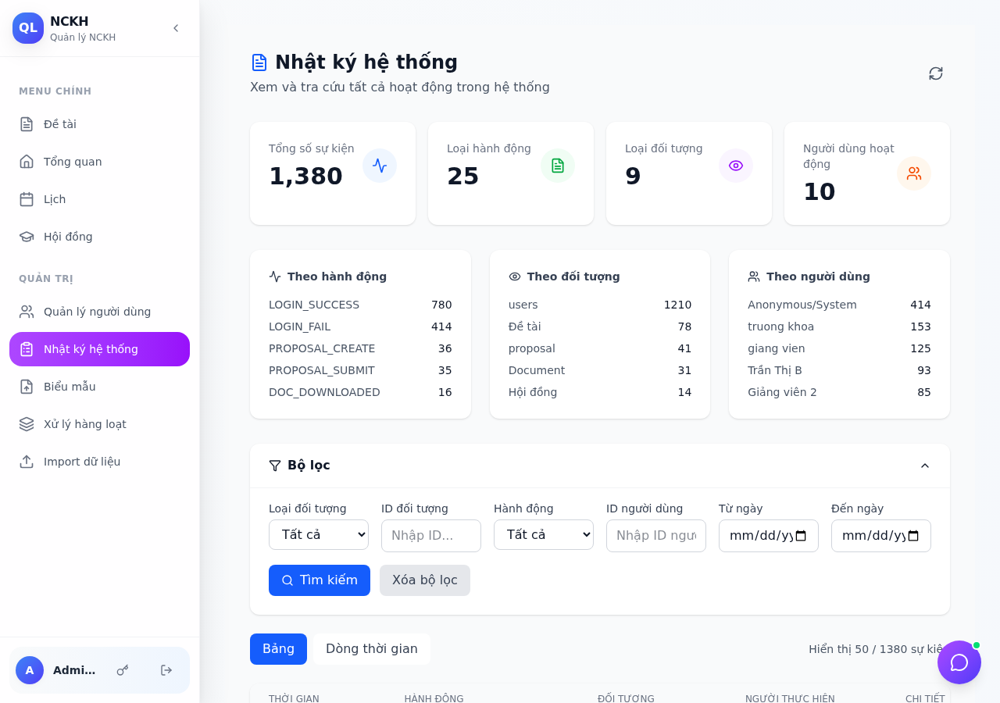 QL
NCKH
Quản lý NCKH
MENU CHÍNH
Đề tài
Tổng quan
Lịch
Hội đồng
QUẢN TRỊ
Quản lý người dùng
Nhật ký hệ thống
Biểu mẫu
Xử lý hàng loạt
Import dữ liệu
A
Admi...
Nhật ký hệ thống
Xem và tra cứu tất cả hoạt động trong hệ thống
Tổng số sự kiện
1,380
Loại hành động
25
Loại đối tượng
9
Người dùng hoạt
động
10
Theo hành động
LOGIN_SUCCESS 780
LOGIN_FAIL 414
PROPOSAL_CREATE 36
PROPOSAL_SUBMIT 35
DOC_DOWNLOADED 16
Theo đối tượng
users 1210
Đề tài 78
proposal 41
Document 31
Hội đồng 14
Theo người dùng
Anonymous/System 414
truong khoa 153
giang vien 125
Trần Thị B 93
Giảng viên 2 85
Bộ lọc
Loại đối tượng
Tất cả
ID đối tượng
Nhập ID...
Hành động
Tất cả
ID người dùng
Nhập ID
Từ ngày
mm/dd/yy
Đến ngày
mm/dd/yy
Tìm kiếm
Xóa bộ lọc
Bảng
Dòng thời gian
Hiển thị 50 / 1380 sự
THỜI GIAN HÀNH ĐỘNG ĐỐI TƯỢNG NGƯỜI THỰC HIỆN CHI TIẾT